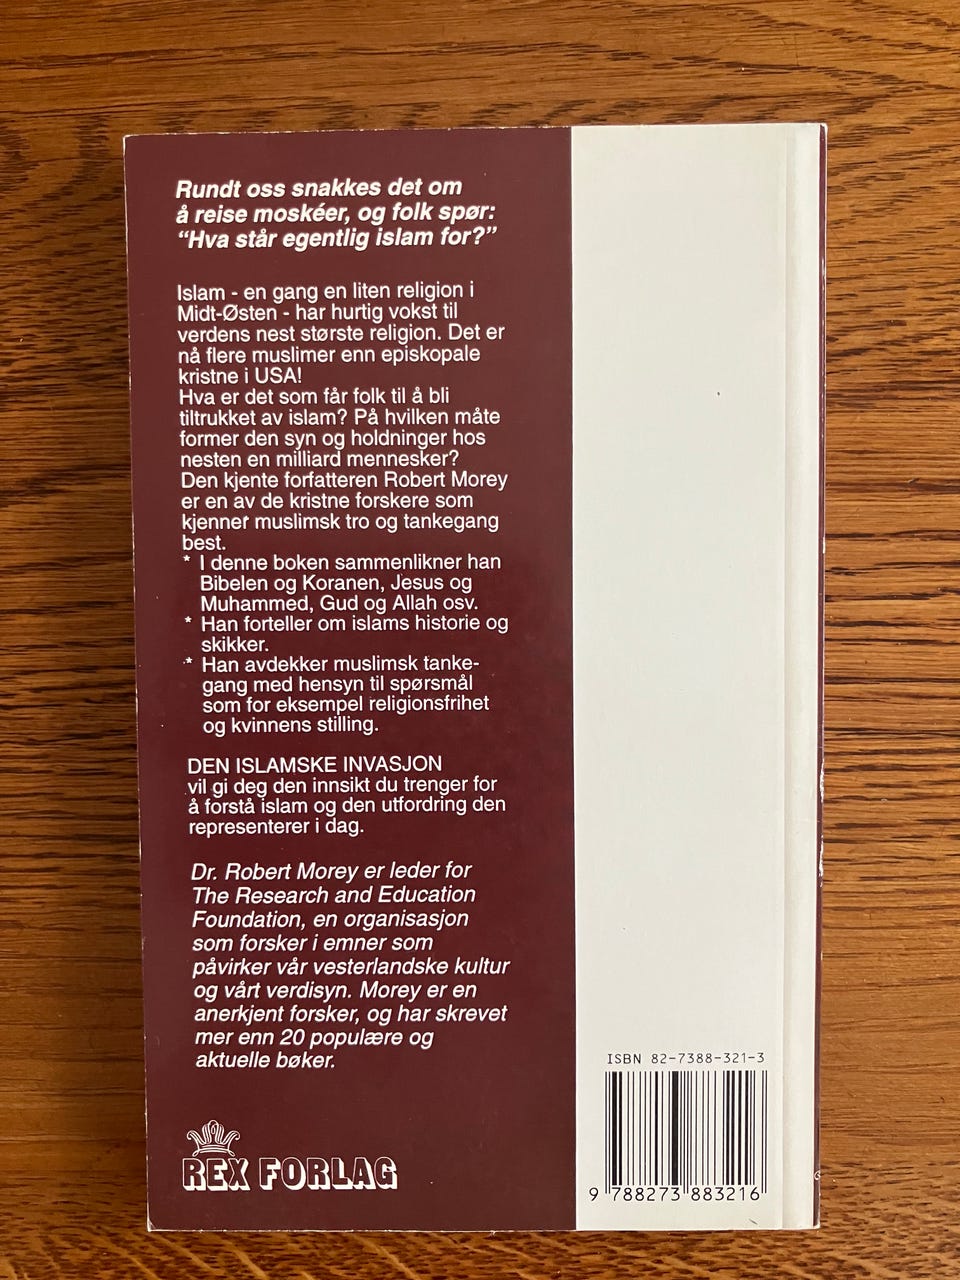 Rundt oss snakkes det om
å reise moskéer, og folk spør:
“Hva står egentlig islam for?”
Islam - en gang en liten religion i
Midt-Østen - har hurtig vokst til
verdens nest største religion. Det er
nå flere muslimer enn episkopale
kristne i USA!
Hva er det som får folk til å bli
tiltrukket av islam? På hvilken måte
former den syn og holdninger hos
nesten en milliard mennesker?
Den kjente forfatteren Robert Morey
er en av de kristne forskere som
kjenner muslimsk tro og tankegang
best.
* I denne boken sammenlikner han
Bibelen og Koranen, Jesus og
Muhammed, Gud og Allah osv.
* Han forteller om islams historie og
skikker.
* Han avdekker muslimsk tanke-
gang med hensyn til spørsmål
som for eksempel religionsfrihet
og kvinnens stilling.
DEN ISLAMSKE INVASJON
vil gi deg den innsikt du trenger for
å forstå islam og den utfordring den
representerer i dag.
Dr. Robert Morey er leder for
The Research and Education
Foundation, en organisasjon
som forsker i emner som
påvirker vår vesterlandske kultur
og vårt verdisyn. Morey er en
anerkjent forsker, og har skrevet
mer enn 20 populære og
aktuelle bøker.
REX FORLAG
ISBN 82-7388-321-3
9 788273 883216